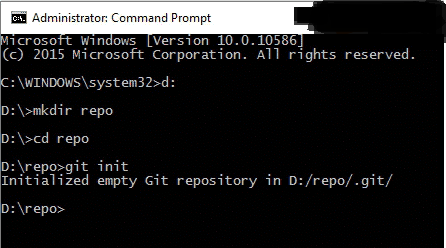 Administrator: Command Prompt
Microsoft Windows [Version 10.0.10586]
(c) 2015 Microsoft Corporation. All rights reserved.
C:\WINDOWS\system32>d:
D:\>mkdir repo
D:\>cd repo
D:\repo>git init
Initialized empty Git repository in D:/repo/.git/
D:\repo>